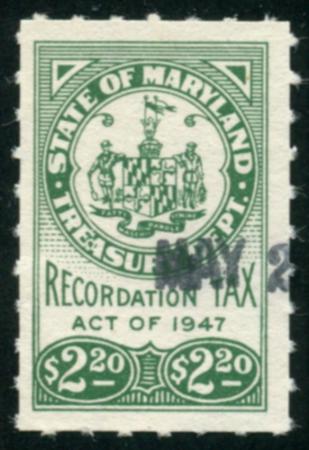 STATE OF MARYLAND
TREASURY DEPT.
MAY 2
RECORDATION TAX
ACT OF 1947
$2.20 $2.20